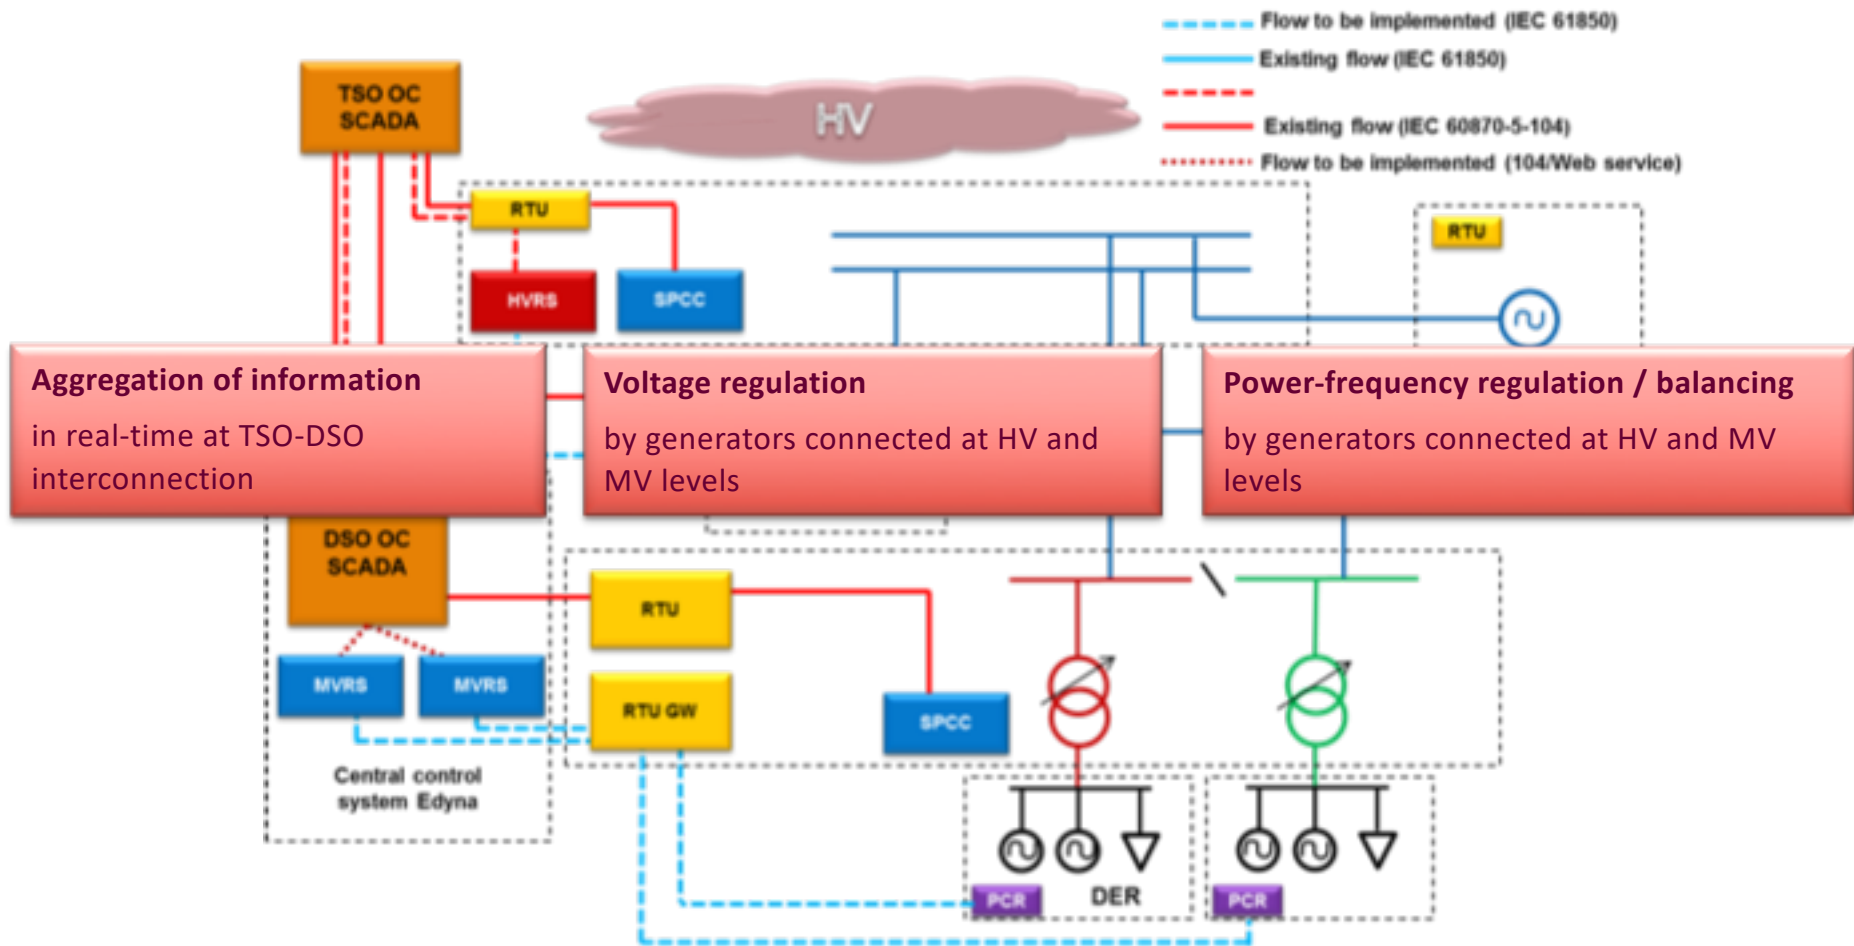 Flow to be implemented (IEC 61850)
Existing flow (IEC 61850)
Existing flow (IEC 60870-5-104)
Flow to be implemented (104/Web service)
TSO OC
SCADA
HV
RTU
RTU
HVRS
SPCC
Aggregation of information
in real-time at TSO-DSO
interconnection
Voltage regulation
by generators connected at HV and
MV levels
Power-frequency regulation / balancing
by generators connected at HV and MV
levels
DSO OC
SCADA
RTU
MVRS
MVRS
RTU GW
SPCC
Central control
system Edyna
PCR
DER
PCR